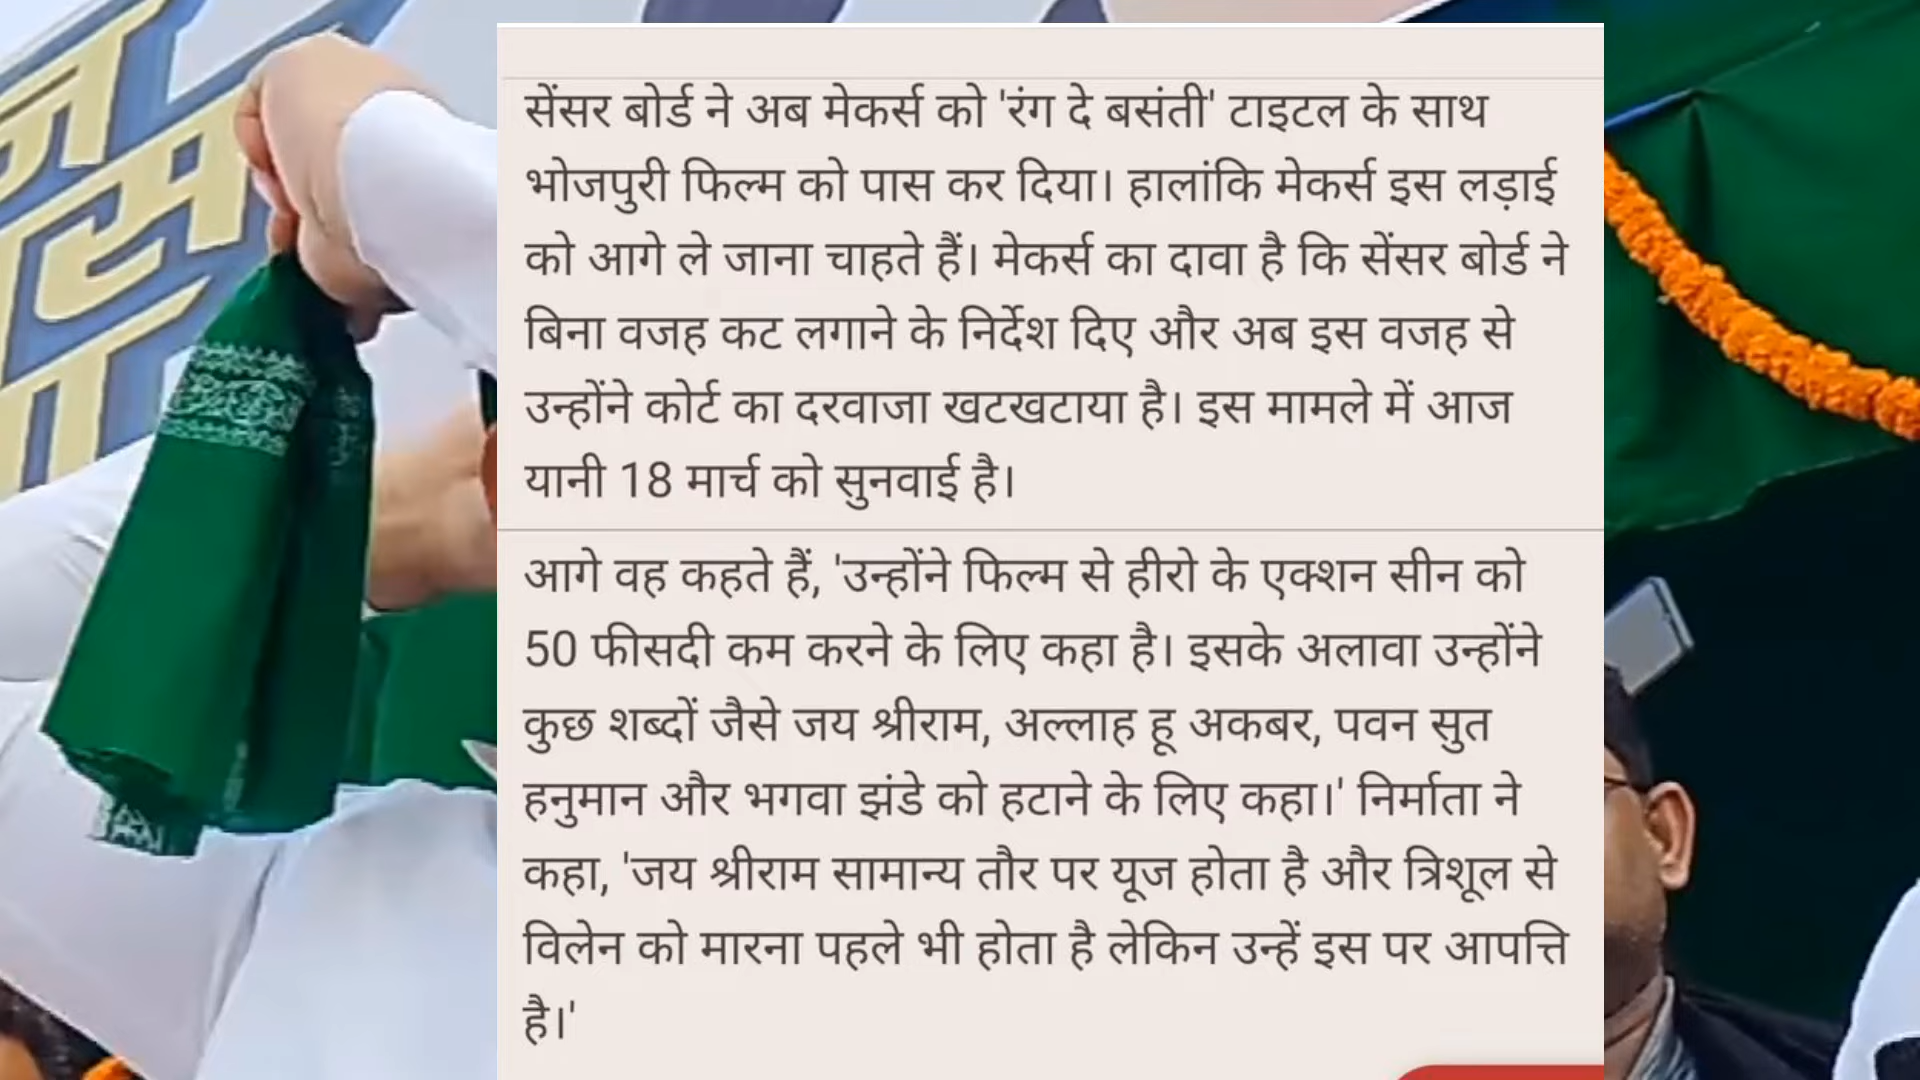 सेंसर बोर्ड ने अब मेकर्स को 'रंग दे बसंती' टाइटल के साथ
भोजपुरी फिल्म को पास कर दिया। हालांकि मेकर्स इस लड़ाई
को आगे ले जाना चाहते हैं। मेकर्स का दावा है कि सेंसर बोर्ड ने
बिना वजह कट लगाने के निर्देश दिए और अब इस वजह से
उन्होंने कोर्ट का दरवाजा खटखटाया है। इस मामले में आज
यानी 18 मार्च को सुनवाई है।
आगे वह कहते हैं, 'उन्होंने फिल्म से हीरो के एक्शन सीन को
50 फीसदी कम करने के लिए कहा है। इसके अलावा उन्होंने
कुछ शब्दों जैसे जय श्रीराम, अल्लाह हू अकबर, पवन सुत
हनुमान और भगवा झंडे को हटाने के लिए कहा।' निर्माता ने
कहा, 'जय श्रीराम सामान्य तौर पर यूज होता है और त्रिशूल से
विलेन को मारना पहले भी होता है लेकिन उन्हें इस पर आपत्ति
है।'